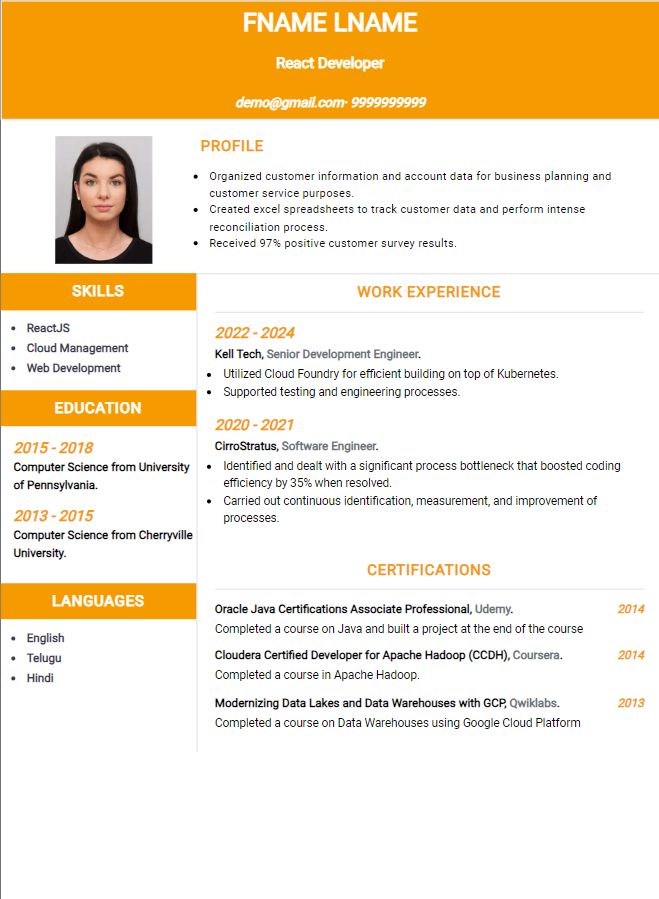 FNAME LNAME
React Developer
demo@gmail.com· 9999999999
PROFILE
• Organized customer information and account data for business planning and
customer service purposes.
• Created excel spreadsheets to track customer data and perform intense
reconciliation process.
• Received 97% positive customer survey results.
SKILLS
• ReactJS
• Cloud Management
• Web Development
EDUCATION
2015 - 2018
Computer Science from University
of Pennsylvania.
2013 - 2015
Computer Science from Cherryville
University.
LANGUAGES
• English
• Telugu
• Hindi
WORK EXPERIENCE
2022 - 2024
Kell Tech, Senior Development Engineer.
• Utilized Cloud Foundry for efficient building on top of Kubernetes.
• Supported testing and engineering processes.
2020 - 2021
CirroStratus, Software Engineer.
• Identified and dealt with a significant process bottleneck that boosted coding
efficiency by 35% when resolved.
• Carried out continuous identification, measurement, and improvement of
processes.
CERTIFICATIONS
Oracle Java Certifications Associate Professional, Udemy. 2014
Completed a course on Java and built a project at the end of the course
Cloudera Certified Developer for Apache Hadoop (CCDH), Coursera. 2014
Completed a course in Apache Hadoop.
Modernizing Data Lakes and Data Warehouses with GCP, Qwiklabs. 2013
Completed a course on Data Warehouses using Google Cloud Platform